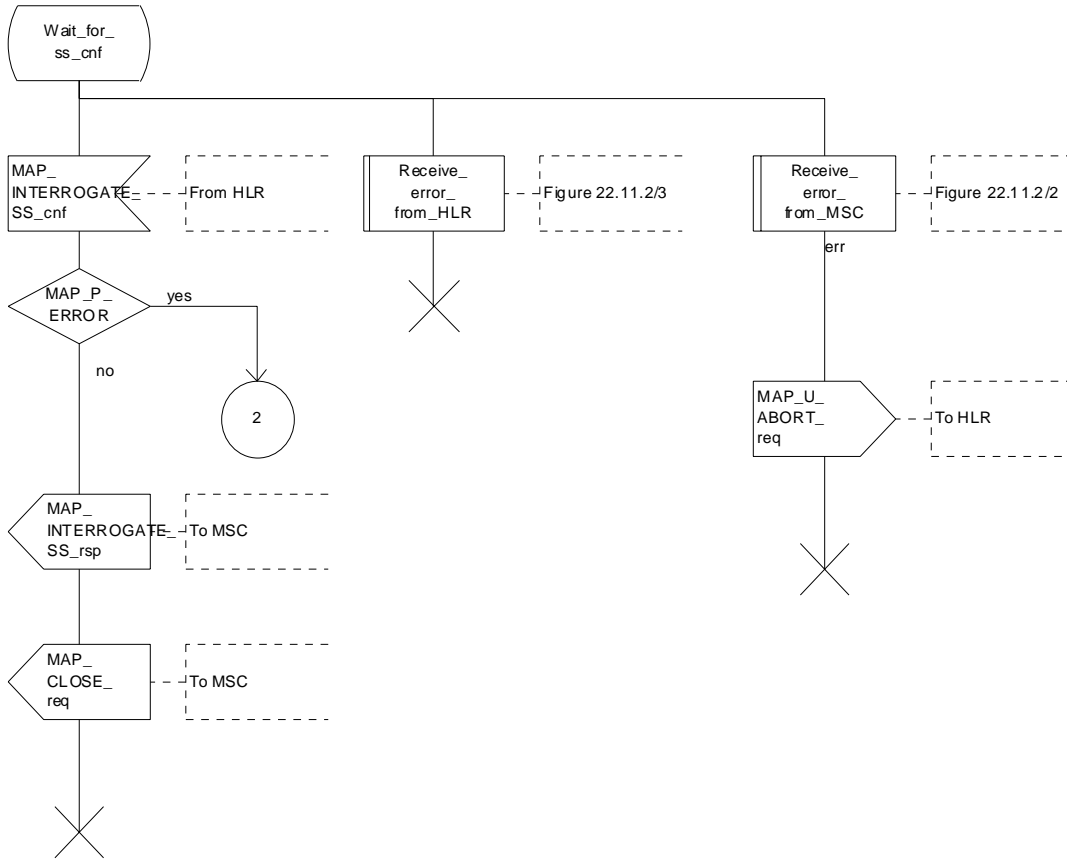 Wait_for_
ss_cnf
MAP_
INTERROGATE_
SS_cnf
From HLR
Receive_
error_
from_HLR
Figure 22.11.2/3
Receive_
error_
from_MSC
Figure 22.11.2/2
err
MAP_P_
ERROR
yes
no
2
MAP_U_
ABORT_
req
To HLR
MAP_
INTERROGATE_
SS_rsp
To MSC
MAP_
CLOSE_
req
To MSC